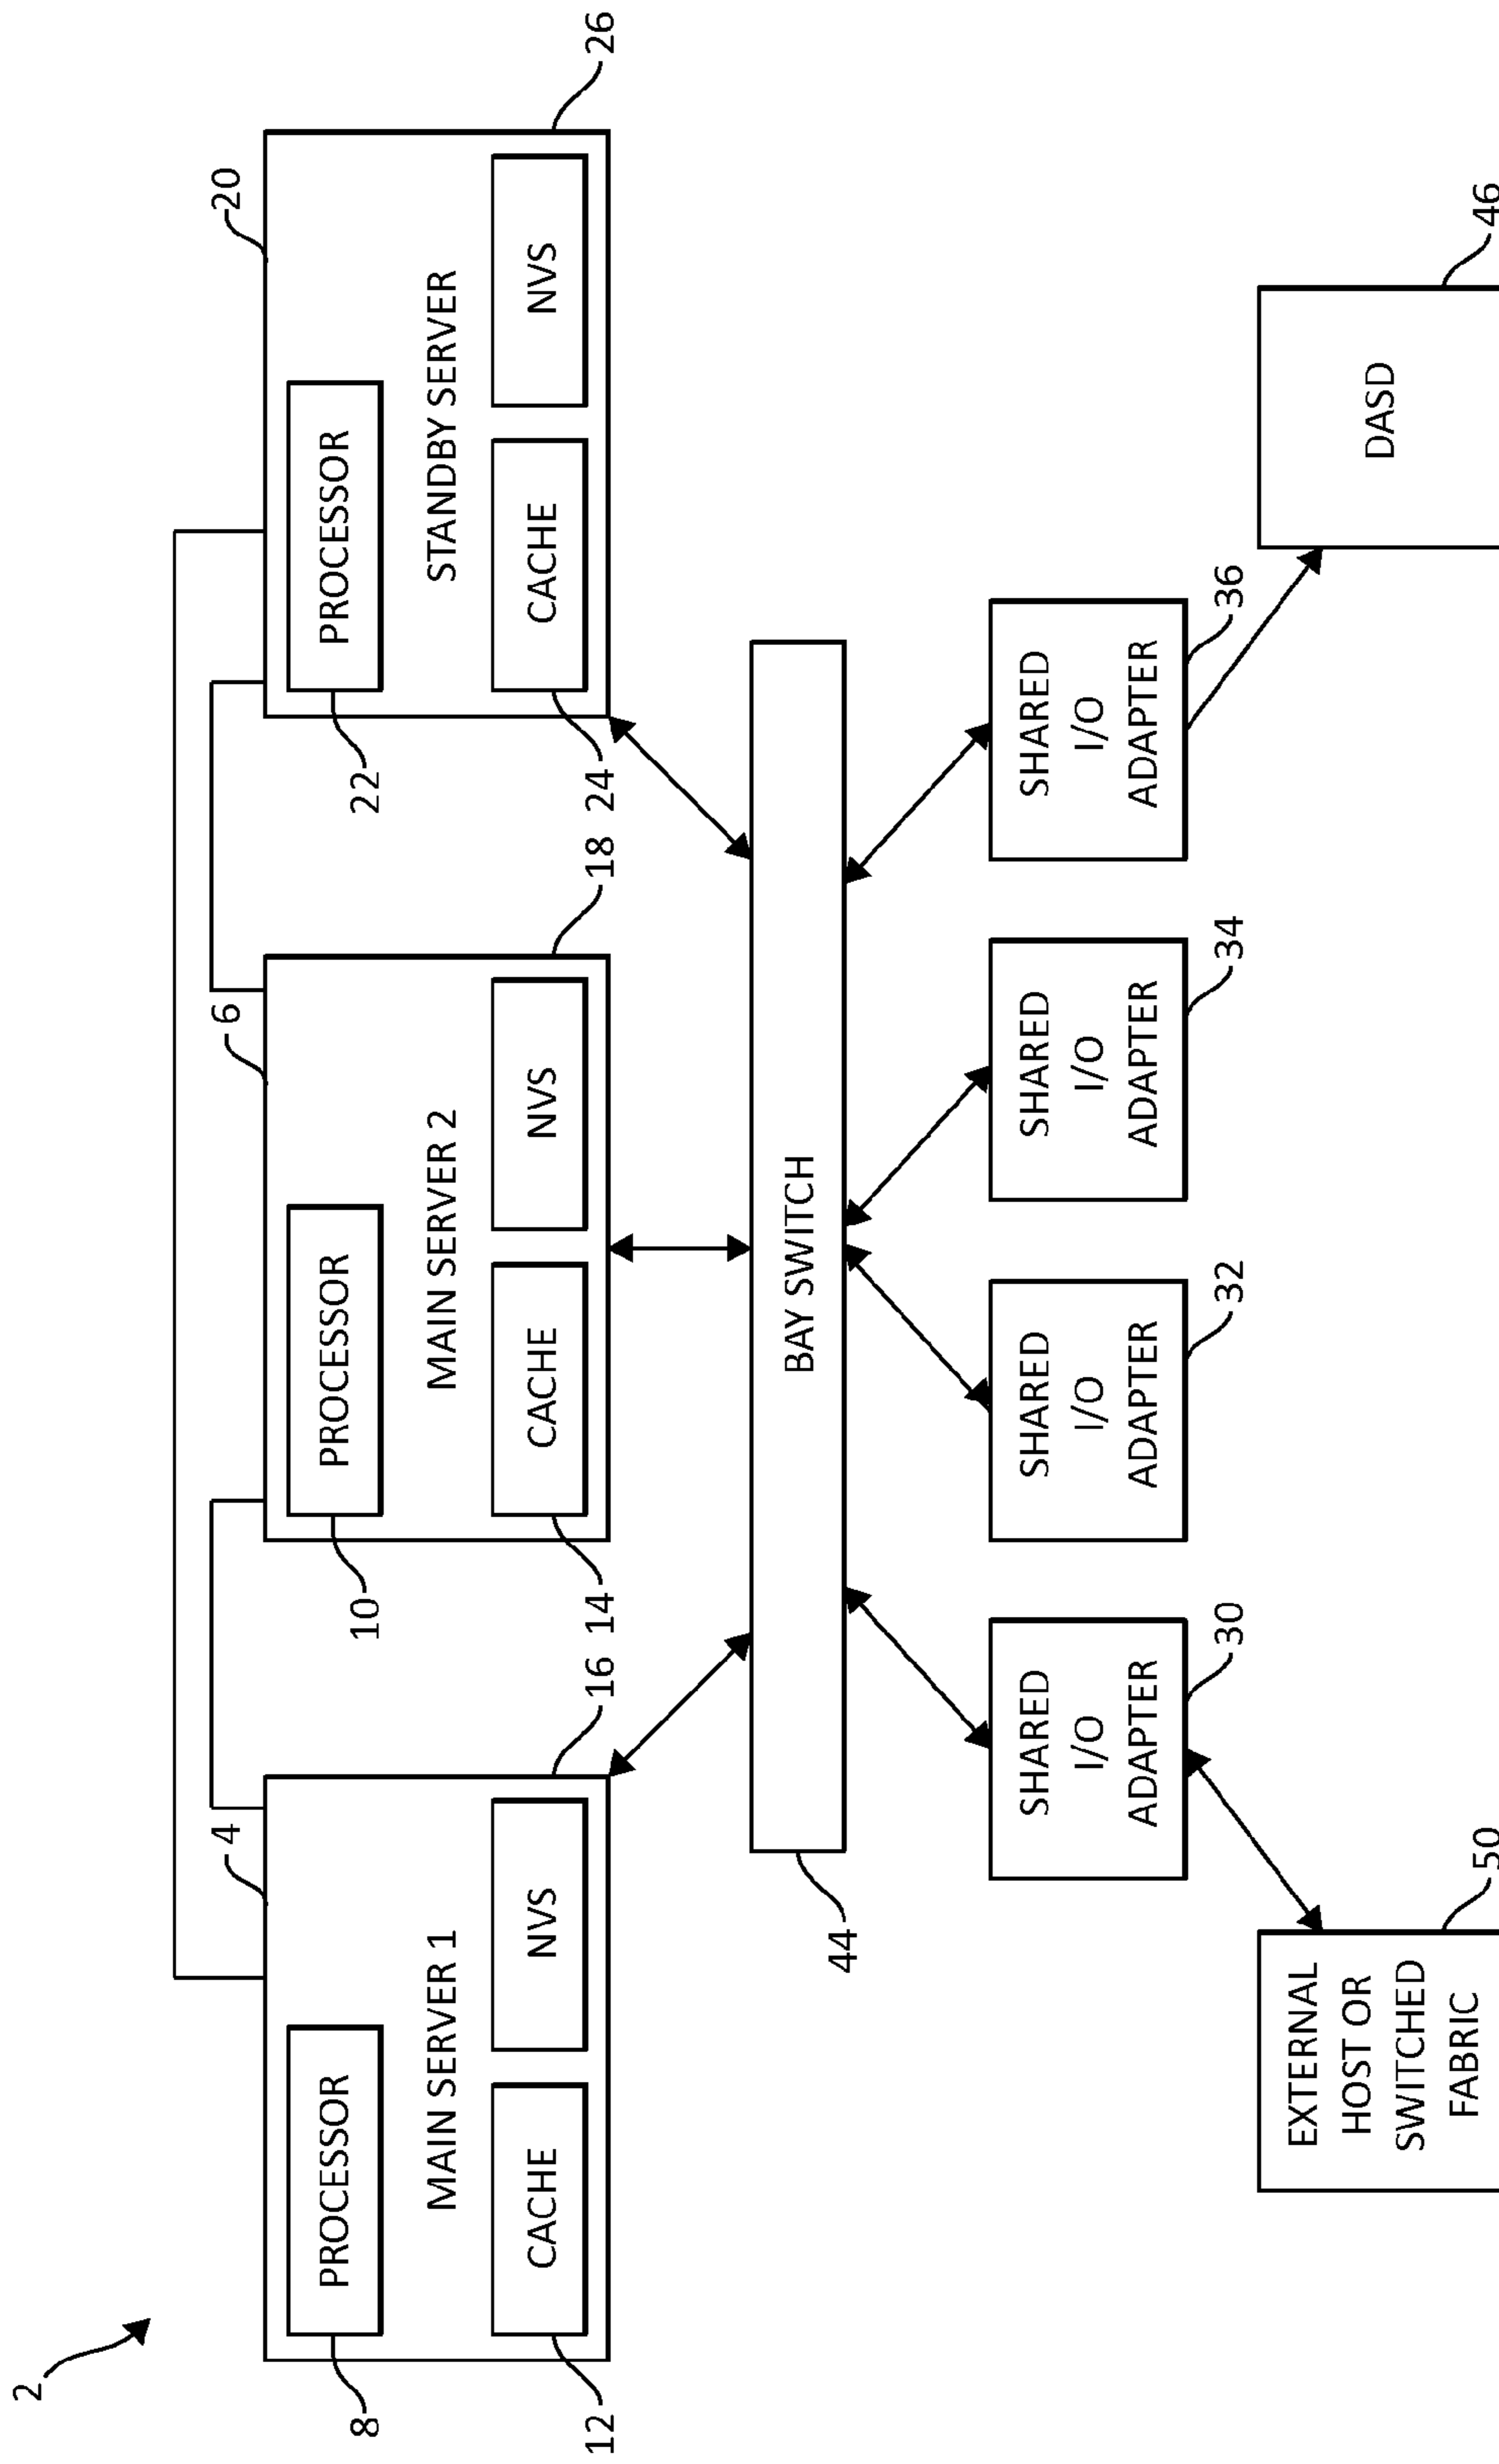 2
4
6
20
PROCESSOR
PROCESSOR
PROCESSOR
8
10
22
MAIN SERVER 1
MAIN SERVER 2
STANDBY SERVER
CACHE
NVS
CACHE
NVS
CACHE
NVS
12
16
14
18
24
26
BAY SWITCH
44
SHARED
I/O
ADAPTER
SHARED
I/O
ADAPTER
SHARED
I/O
ADAPTER
SHARED
I/O
ADAPTER
30
32
34
36
EXTERNAL
HOST OR
SWITCHED
FABRIC
DASD
50
46